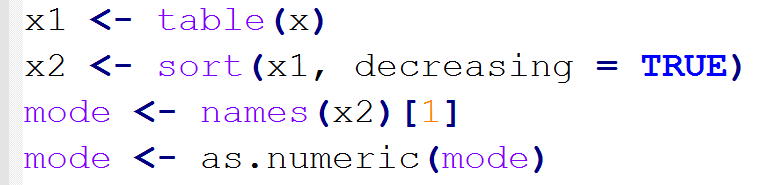 x1 <- table(x)
x2 <- sort(x1, decreasing = TRUE)
mode <- names(x2)[1]
mode <- as.numeric(mode)